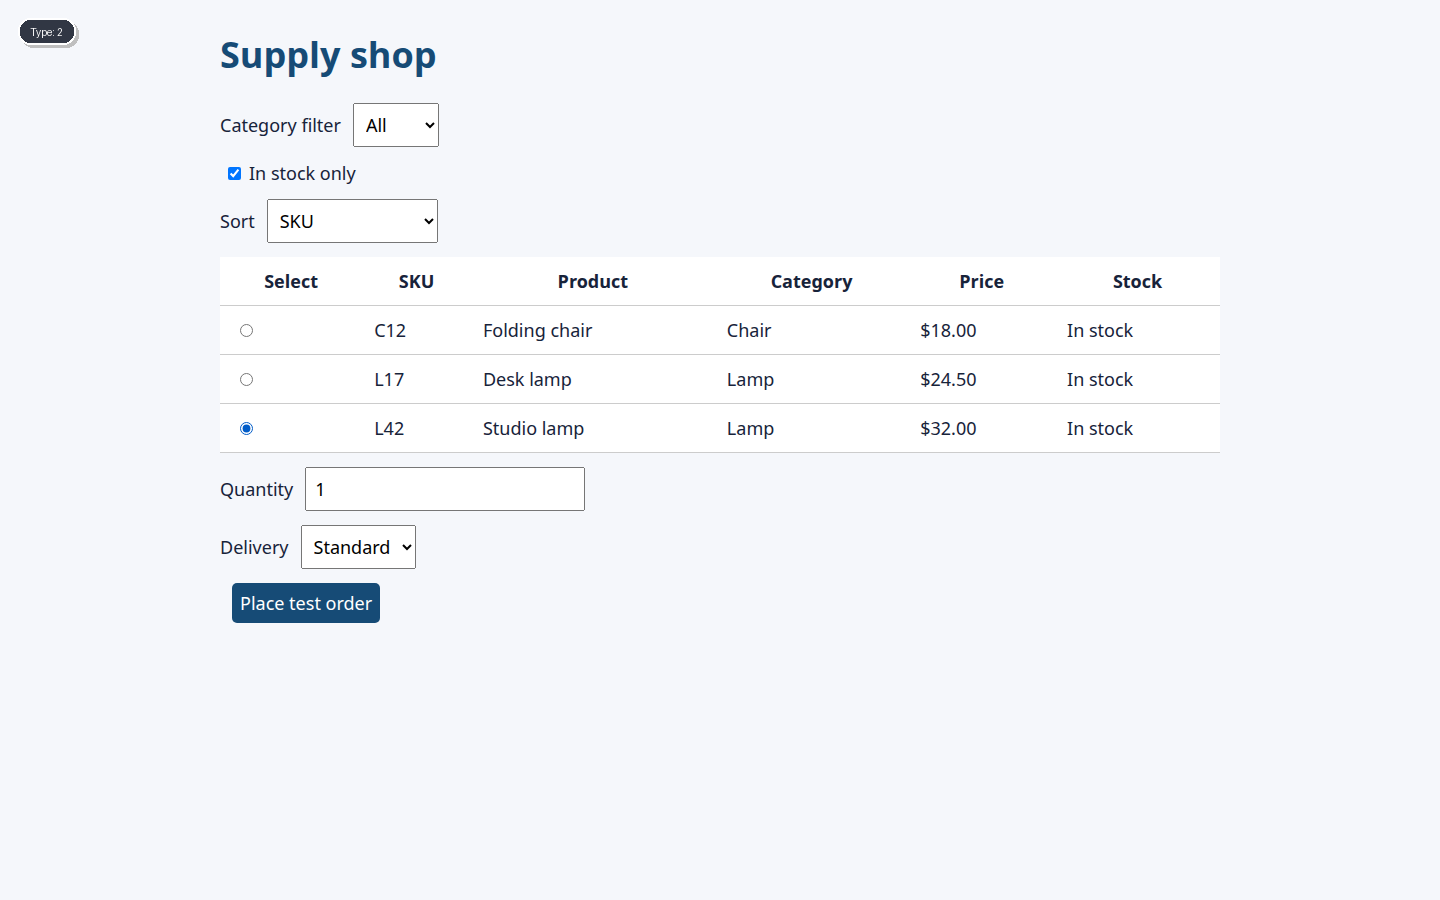 Type: 2
Supply shop
Category filter All
In stock only
Sort SKU
Select SKU Product Category Price Stock
C12 Folding chair Chair $18.00 In stock
L17 Desk lamp Lamp $24.50 In stock
L42 Studio lamp Lamp $32.00 In stock
Quantity 1
Delivery Standard
Place test order